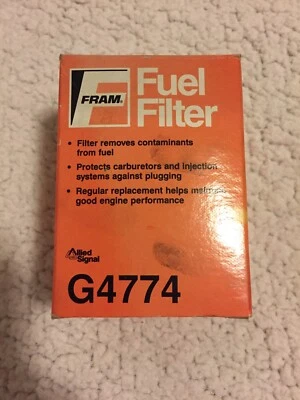 FRAM®
Fuel
Filter
• Filter removes contaminants
from fuel
• Protects carburetors and injection
systems against plugging
• Regular replacement helps maintain
good engine performance
Allied
Signal
G4774